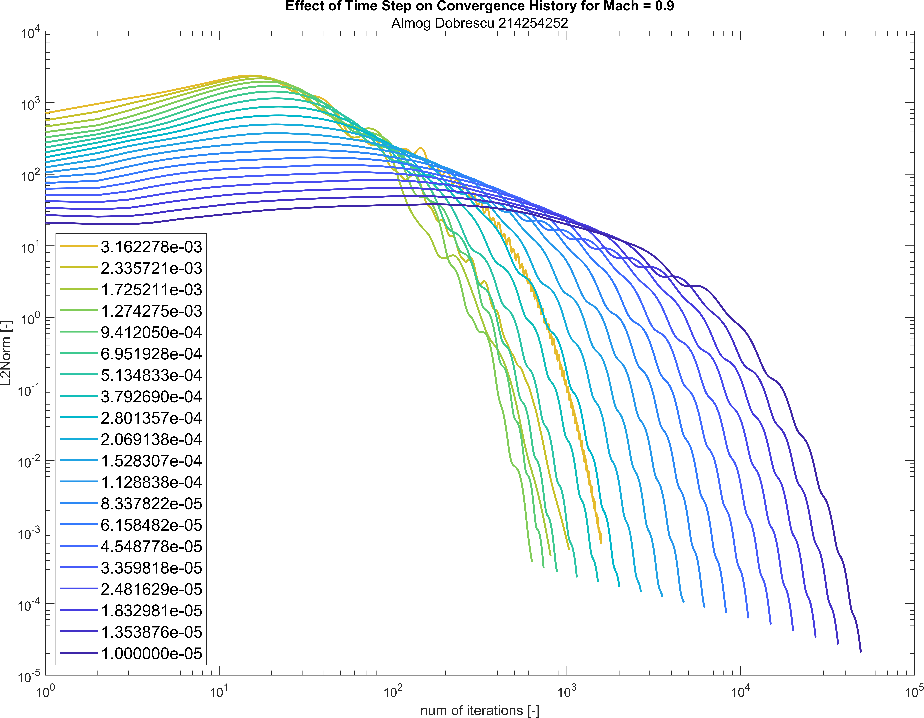 Effect of Time Step on Convergence History for Mach = 0.9
Almog Dobrescu 214254252
L2Norm [-]
10^4
10^3
10^2
10^1
10^0
10^-1
10^-2
10^-3
10^-4
10^-5
3.162278e-03
2.335721e-03
1.725211e-03
1.274275e-03
9.412050e-04
6.951928e-04
5.134833e-04
3.792690e-04
2.801357e-04
2.069138e-04
1.528307e-04
1.128838e-04
8.337822e-05
6.158482e-05
4.548778e-05
3.359818e-05
2.481629e-05
1.832981e-05
1.353876e-05
1.000000e-05
10^0 10^1 10^2 10^3 10^4 10^5
num of iterations [-]